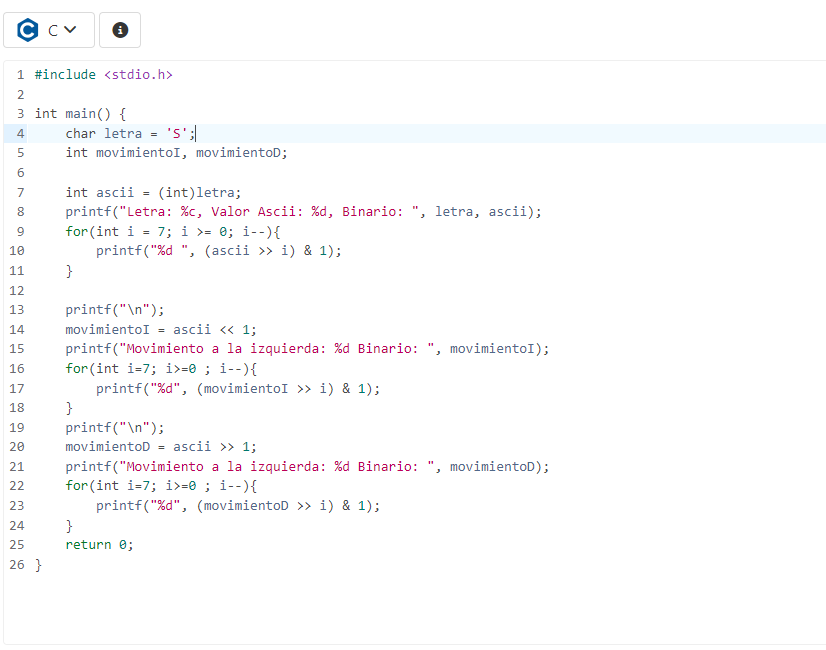 C
1 #include <stdio.h>
2
3 int main() {
4     char letra = 'S';
5     int movimientoI, movimientoD;
6
7     int ascii = (int)letra;
8     printf("Letra: %c, Valor Ascii: %d, Binario: ", letra, ascii);
9     for(int i = 7; i >= 0; i--){
10         printf("%d ", (ascii >> i) & 1);
11     }
12
13     printf("\n");
14     movimientoI = ascii << 1;
15     printf("Movimiento a la izquierda: %d Binario: ", movimientoI);
16     for(int i=7; i>=0 ; i--){
17         printf("%d", (movimientoI >> i) & 1);
18     }
19     printf("\n");
20     movimientoD = ascii >> 1;
21     printf("Movimiento a la izquierda: %d Binario: ", movimientoD);
22     for(int i=7; i>=0 ; i--){
23         printf("%d", (movimientoD >> i) & 1);
24     }
25     return 0;
26 }